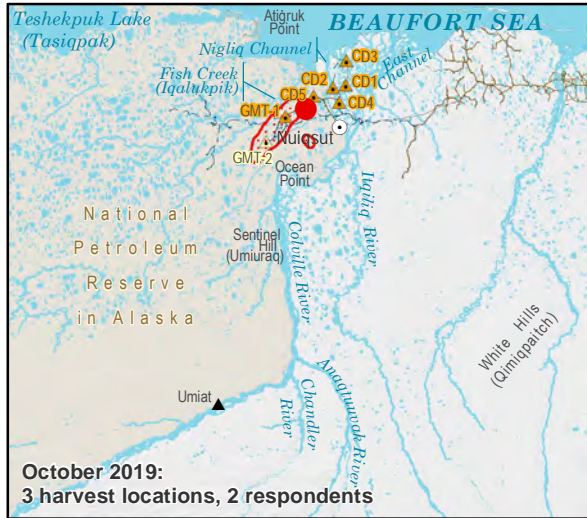 Teshekpuk Lake
(Tasiqpak)
Atigruk
Point
BEAUFORT SEA
Nigliq Channel
CD3
East
Channel
Fish Creek
(Iqalukpik)
CD2
CD1
CD5
CD4
GMT-1
Nuiqsut
GMT-2
Ocean
Point
Itqiliq River
National
Petroleum
Reserve
in Alaska
Sentinel
Hill
(Umiuraq)
Colville River
White Hills
(Qimiqpaitch)
Umiat
Chandler
River
Anaqtuuvak River
October 2019:
3 harvest locations, 2 respondents